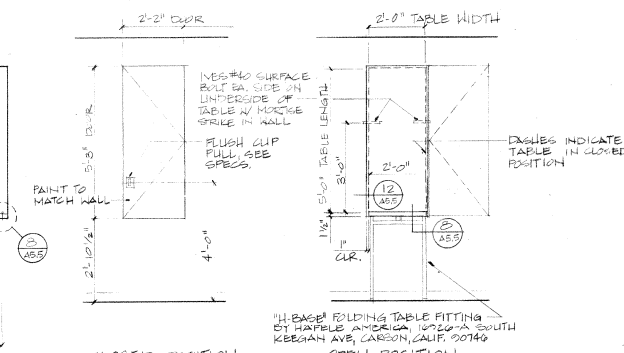 2'-2" DOOR
2'-0" TABLE WIDTH
IVES #40 SURFACE
BOLT EA. SIDE ON
UNDERSIDE OF
TABLE W/ MORTISE
STRIKE IN WALL
FLUSH CUP
PULL, SEE
SPECS.
5'-3" DOOR
PAINT TO
MATCH WALL
8
A5.5
2'-10 1/2"
4'-0"
5'-0" TABLE LENGTH
3'-0"
2'-0"
12
A5.5
1 1/2"
1"
CLR.
8
A5.5
DASHES INDICATE
TABLE IN CLOSED
POSITION
"H-BASE" FOLDING TABLE FITTING
BY HAFELE AMERICA, 16926-A SOUTH
KEEGAN AVE, CARSON, CALIF. 90746
POSITION